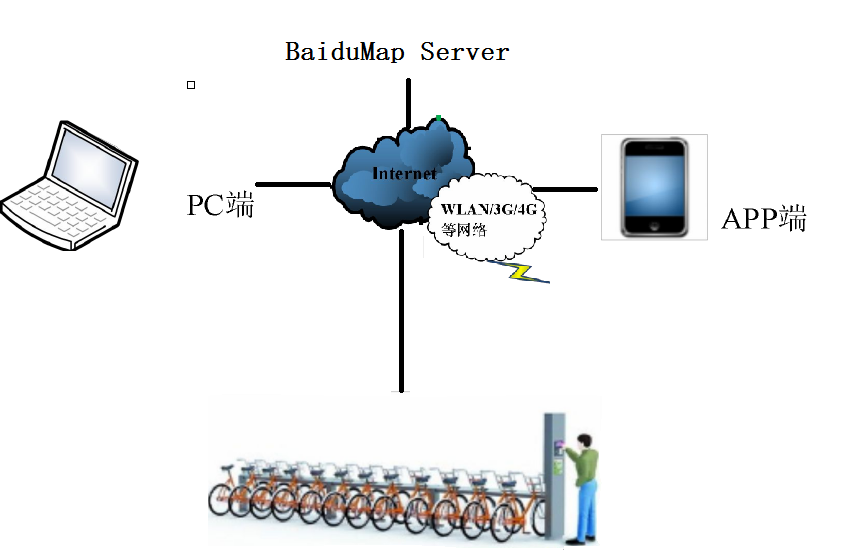 BaiduMap Server
Internet
PC端
WLAN/3G/4G
等网络
APP端